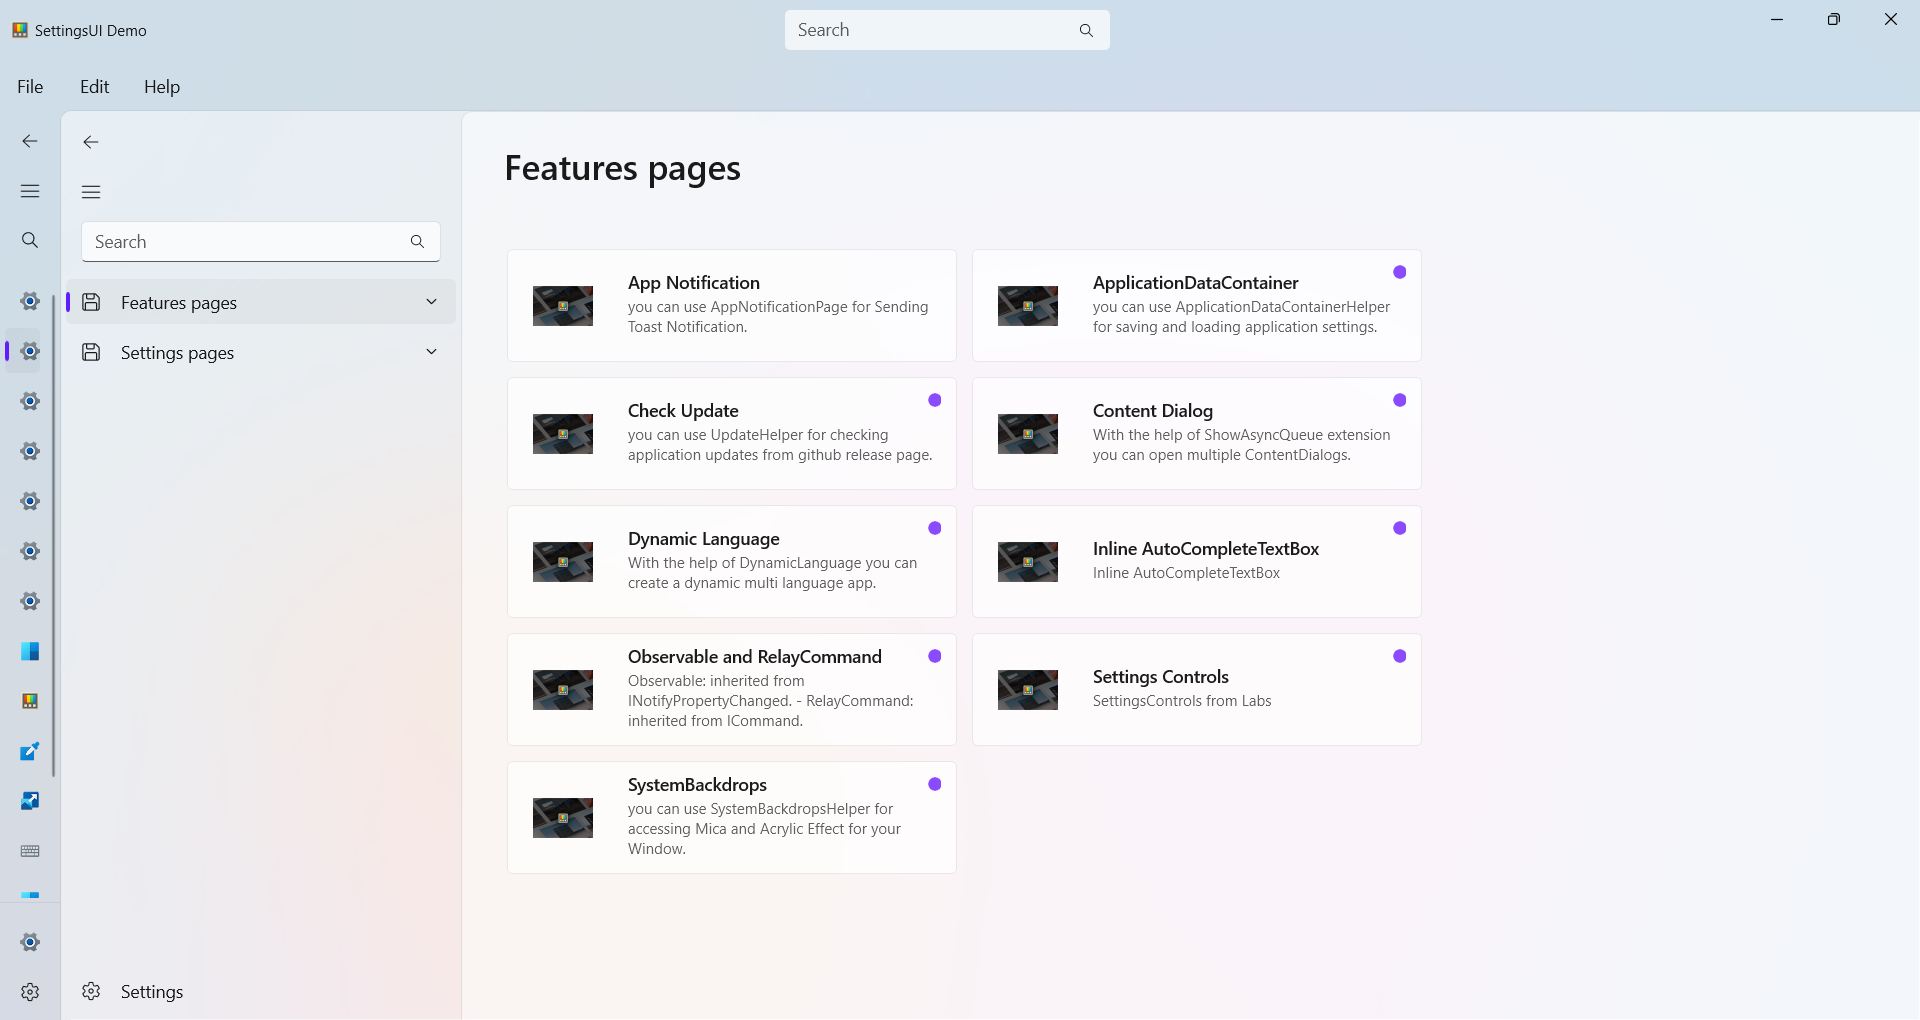 SettingsUI Demo
Search
File Edit Help
Search
Features pages
Settings pages
Settings
Features pages
App Notification
you can use AppNotificationPage for Sending
Toast Notification.
ApplicationDataContainer
you can use ApplicationDataContainerHelper
for saving and loading application settings.
Check Update
you can use UpdateHelper for checking
application updates from github release page.
Content Dialog
With the help of ShowAsyncQueue extension
you can open multiple ContentDialogs.
Dynamic Language
With the help of DynamicLanguage you can
create a dynamic multi language app.
Inline AutoCompleteTextBox
Inline AutoCompleteTextBox
Observable and RelayCommand
Observable: inherited from
INotifyPropertyChanged. - RelayCommand:
inherited from ICommand.
Settings Controls
SettingsControls from Labs
SystemBackdrops
you can use SystemBackdropsHelper for
accessing Mica and Acrylic Effect for your
Window.